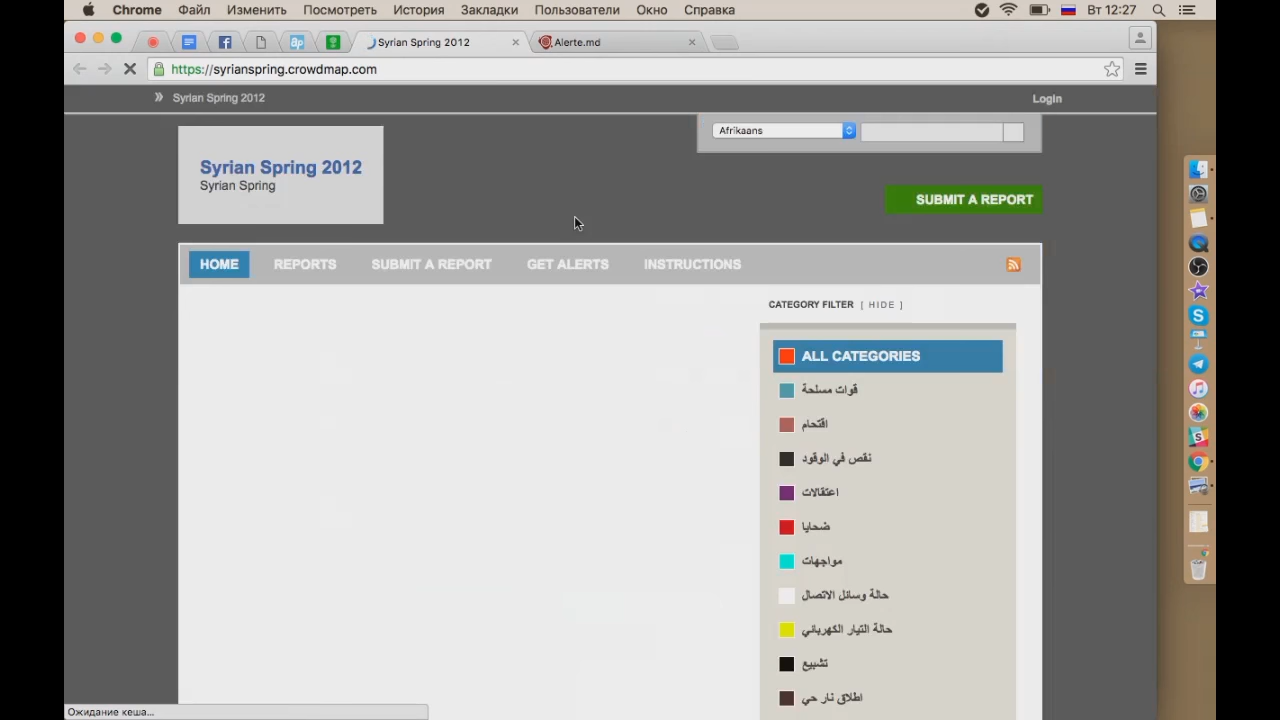 Chrome Файл Изменить Посмотреть История Закладки Пользователи Окно Справка Вт 12:27
Syrian Spring 2012 Alerte.md
https://syrianspring.crowdmap.com
Syrian Spring 2012 Login
Afrikaans
Syrian Spring 2012
Syrian Spring
SUBMIT A REPORT
HOME REPORTS SUBMIT A REPORT GET ALERTS INSTRUCTIONS
CATEGORY FILTER [ HIDE ]
ALL CATEGORIES
قوات مسلحة
اقتحام
نقص في الوقود
اعتقالات
ضحايا
مواجهات
حالة وسائل الاتصال
حالة التيار الكهربائي
تشييع
اطلاق نار حي
Ожидание кеша...